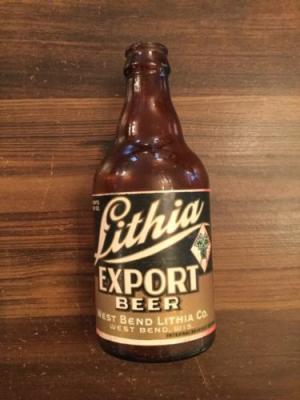 Lithia
EXPORT
BEER
WEST BEND LITHIA CO.
WEST BEND, WIS.